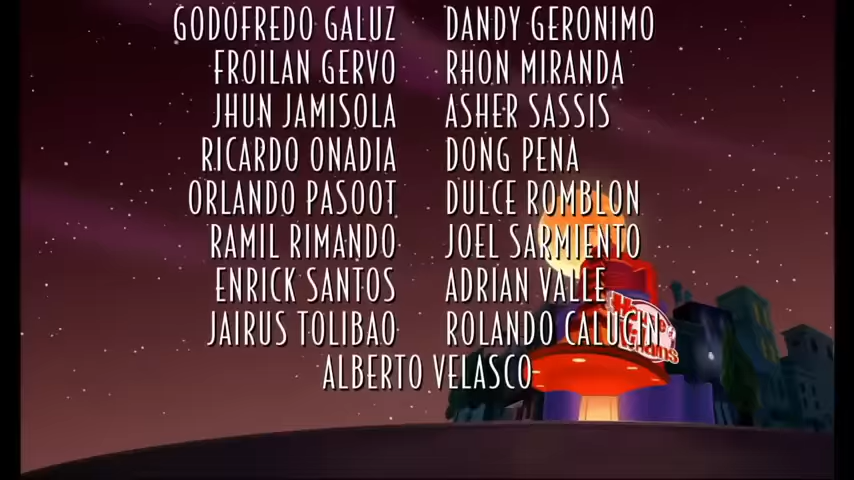 GODOFREDO GALUZ DANDY GERONIMO
FROILAN GERVO RHON MIRANDA
JHUN JAMISOLA ASHER SASSIS
RICARDO ONADIA DONG PENA
ORLANDO PASOOT DULCE ROMBLON
RAMIL RIMANDO JOEL SARMIENTO
ENRICK SANTOS ADRIAN VALLE
JAIRUS TOLIBAO ROLANDO CALUGIN
ALBERTO VELASCO